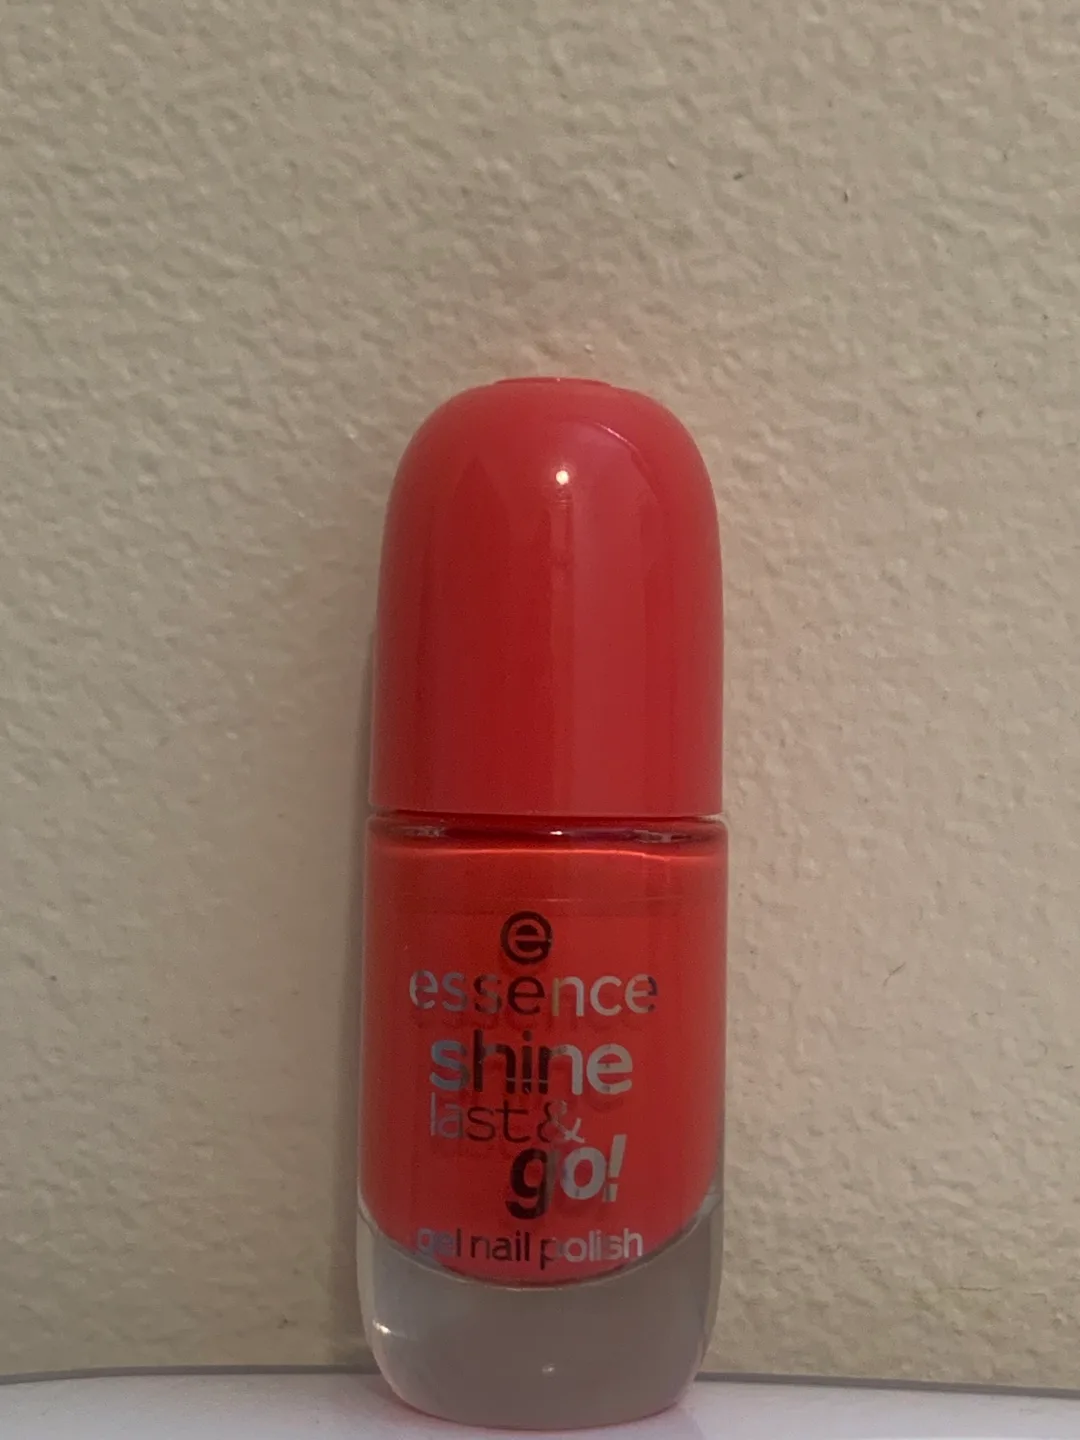 e
essence
shine
last &
go!
gel nail polish